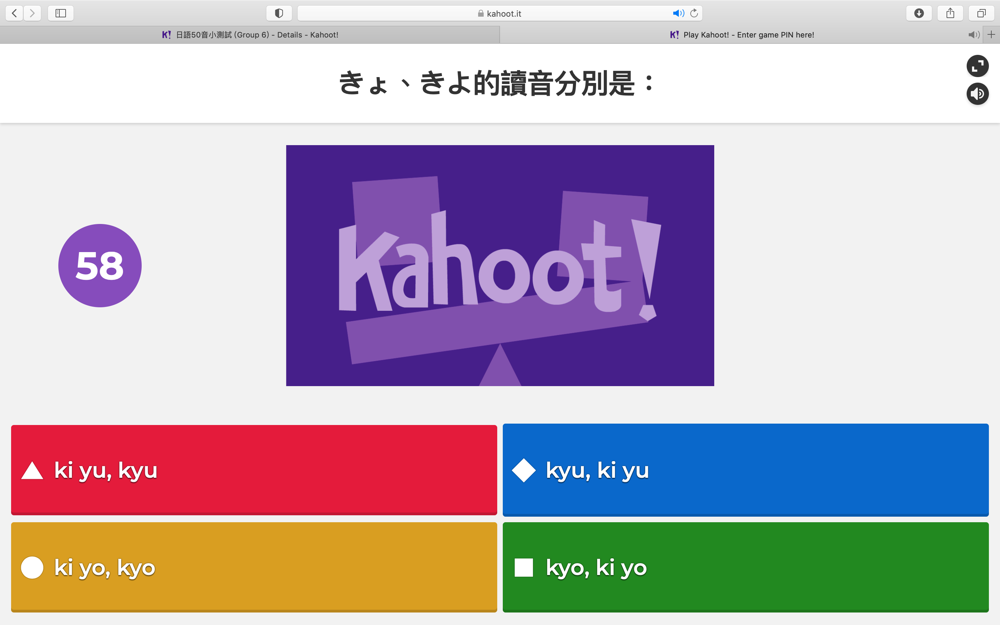 kahoot.it
K! 日語50音小測試 (Group 6) - Details - Kahoot!
K! Play Kahoot! - Enter game PIN here!
きょ、きよ的讀音分別是：
58
Kahoot!
ki yu, kyu
kyu, ki yu
ki yo, kyo
kyo, ki yo